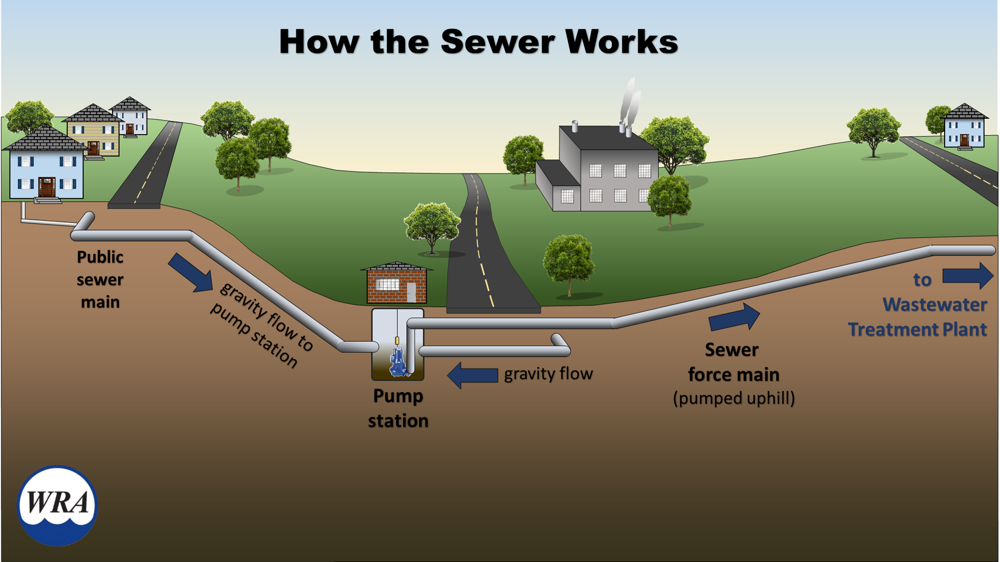 How the Sewer Works
Public
sewer
main
gravity flow to
pump station
Pump
station
gravity flow
Sewer
force main
(pumped uphill)
to
Wastewater
Treatment Plant
WRA